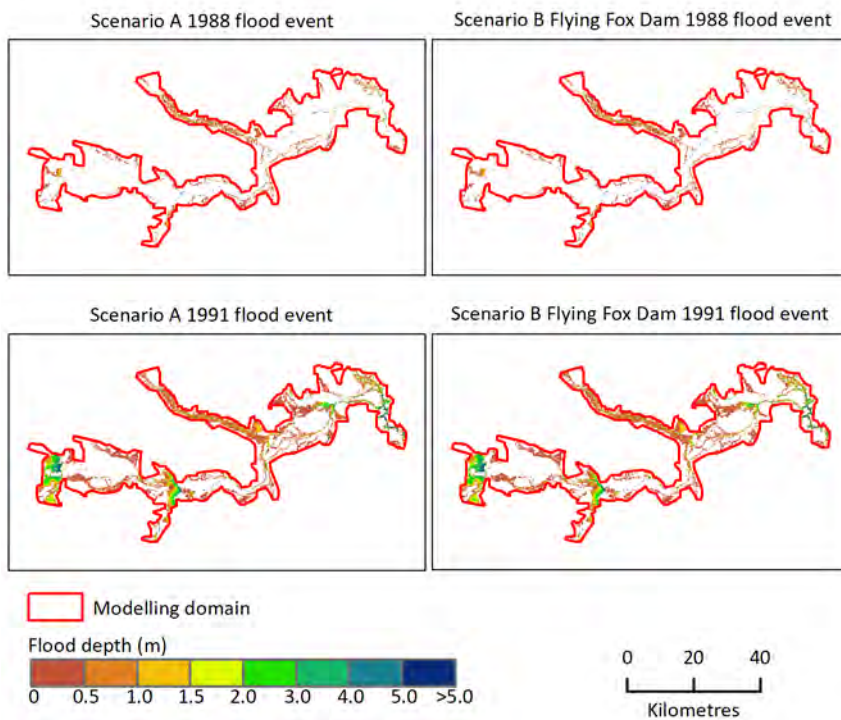 Scenario A 1988 flood event
Scenario B Flying Fox Dam 1988 flood event
Scenario A 1991 flood event
Scenario B Flying Fox Dam 1991 flood event
Modelling domain
Flood depth (m)
0 0.5 1.0 1.5 2.0 3.0 4.0 5.0 >5.0
0 20 40
Kilometres